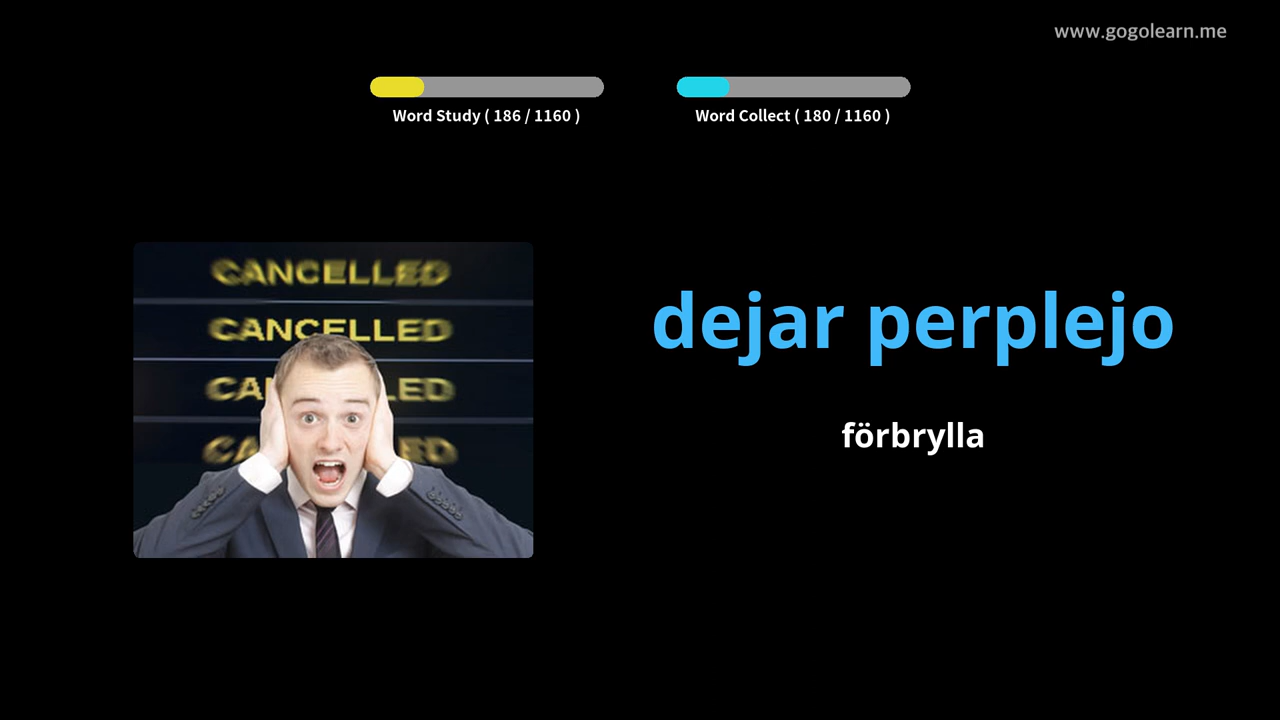 www.gogolearn.me
Word Study ( 186 / 1160 )
Word Collect ( 180 / 1160 )
CANCELLED
CANCELLED
dejar perplejo
förbrylla